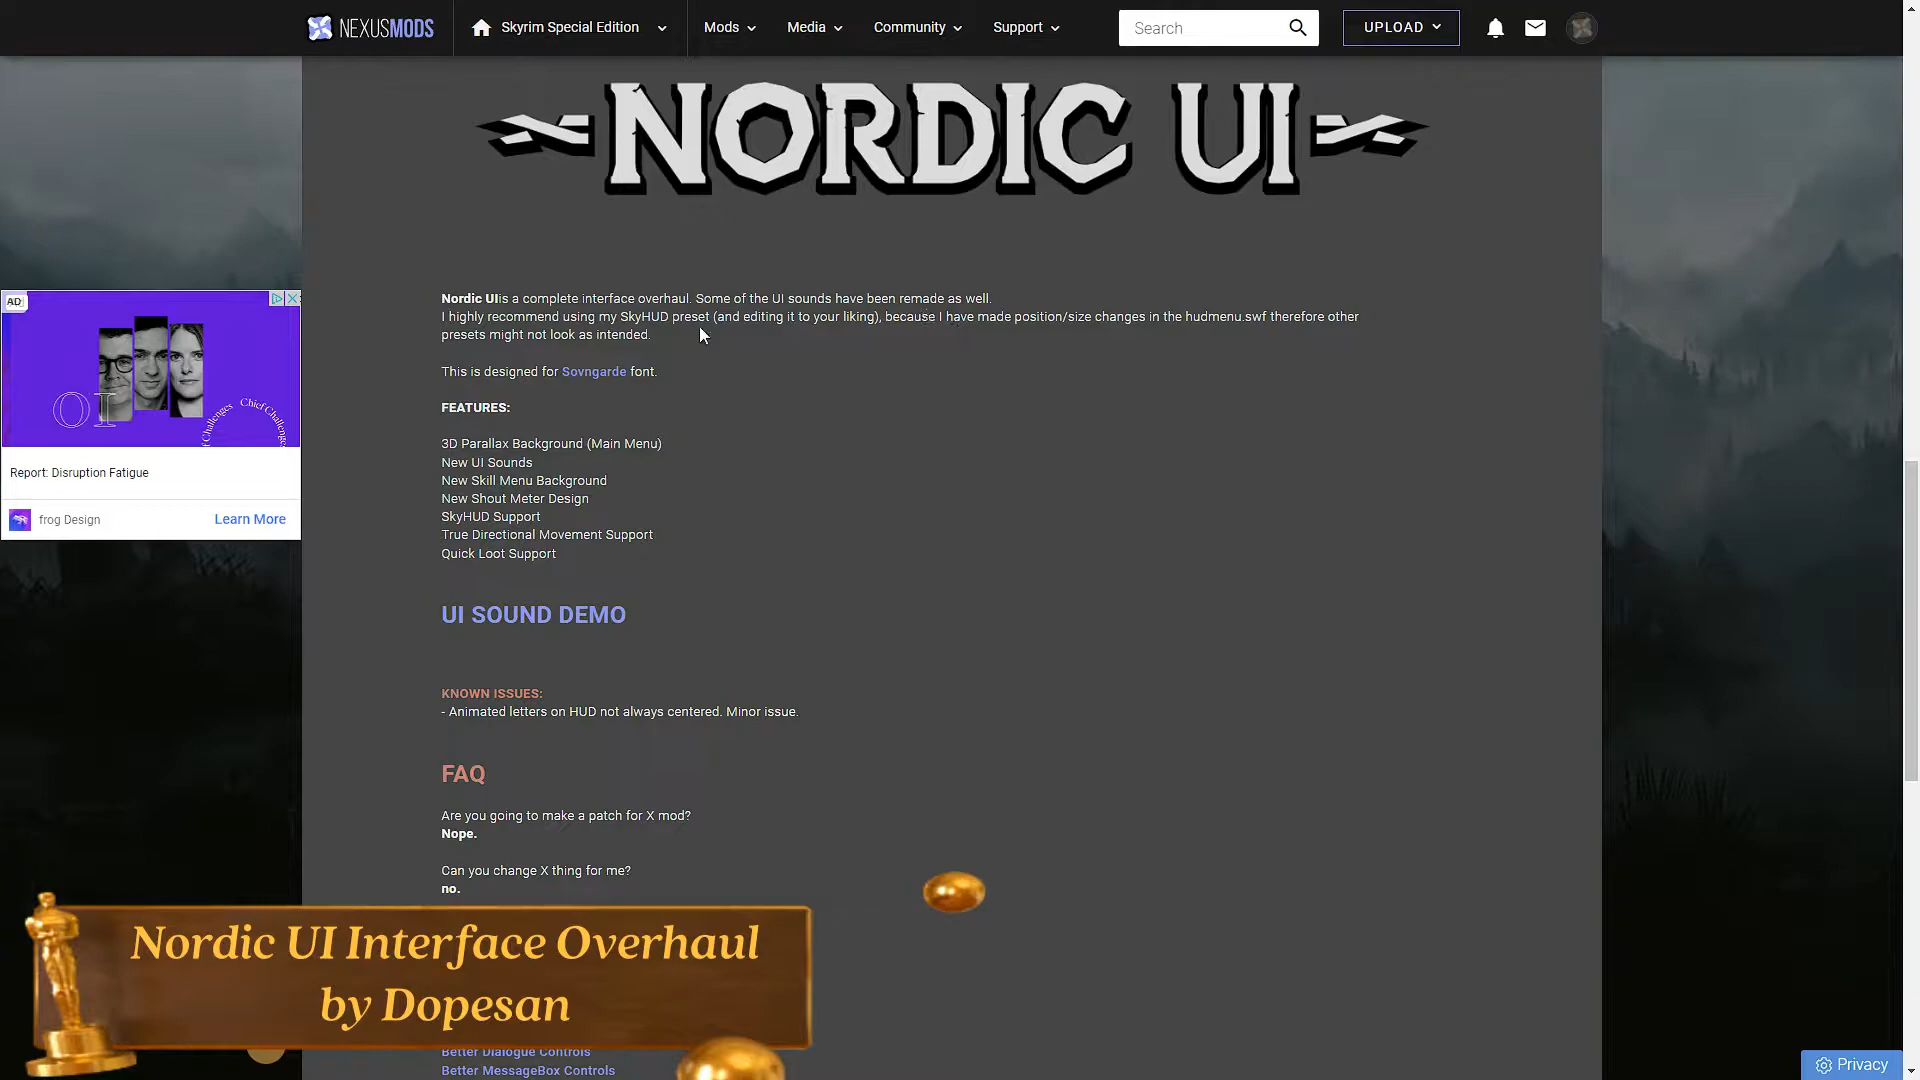 NEXUSMODS
Skyrim Special Edition
Mods
Media
Community
Support
Search
UPLOAD
NORDIC UI
Nordic UIis a complete interface overhaul. Some of the UI sounds have been remade as well.
I highly recommend using my SkyHUD preset (and editing it to your liking), because I have made position/size changes in the hudmenu.swf therefore other
presets might not look as intended.
This is designed for Sovngarde font.
FEATURES:
3D Parallax Background (Main Menu)
New UI Sounds
New Skill Menu Background
New Shout Meter Design
SkyHUD Support
True Directional Movement Support
Quick Loot Support
UI SOUND DEMO
KNOWN ISSUES:
- Animated letters on HUD not always centered. Minor issue.
FAQ
Are you going to make a patch for X mod?
Nope.
Can you change X thing for me?
no.
Better Dialogue Controls
Better MessageBox Controls
AD
OI
Chief Challenges
Report: Disruption Fatigue
frog Design
Learn More
Nordic UI Interface Overhaul
by Dopesan
Privacy